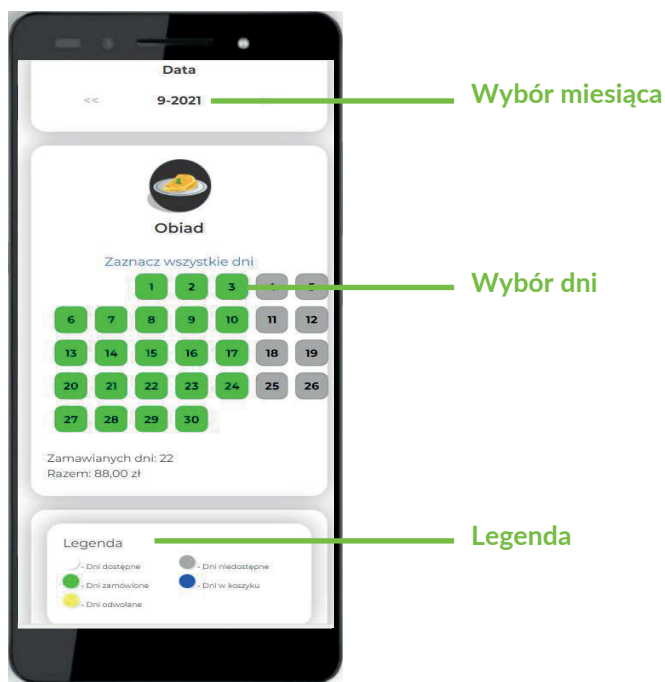 Data
<< 9-2021
Wybór miesiąca
Obiad
Zaznacz wszystkie dni
1 2 3 4 5
Wybór dni
6 7 8 9 10 11 12
13 14 15 16 17 18 19
20 21 22 23 24 25 26
27 28 29 30
Zamawianych dni: 22
Razem: 88,00 zł
Legenda
Legenda
- Dni dostępne - Dni niedostępne
- Dni zamówione - Dni w koszyku
- Dni odwołane